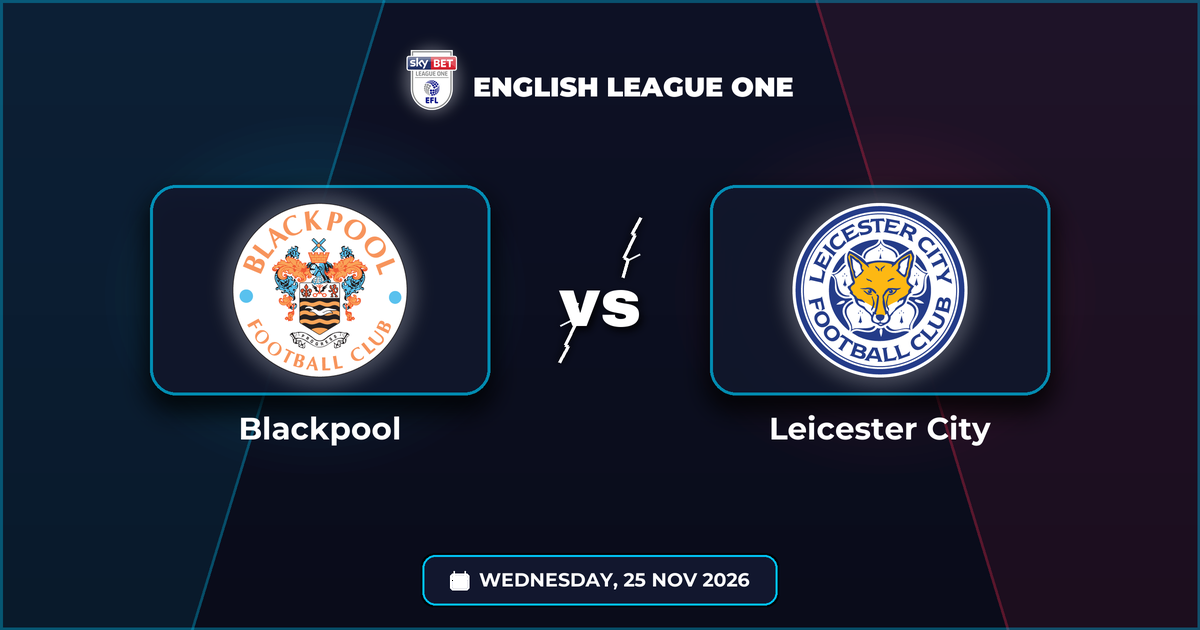 sky BET
LEAGUE ONE
EFL
ENGLISH LEAGUE ONE
BLACKPOOL
FOOTBALL CLUB
PROGRESS
vs
LEICESTER CITY
FOOTBALL CLUB
Blackpool
Leicester City
WEDNESDAY, 25 NOV 2026